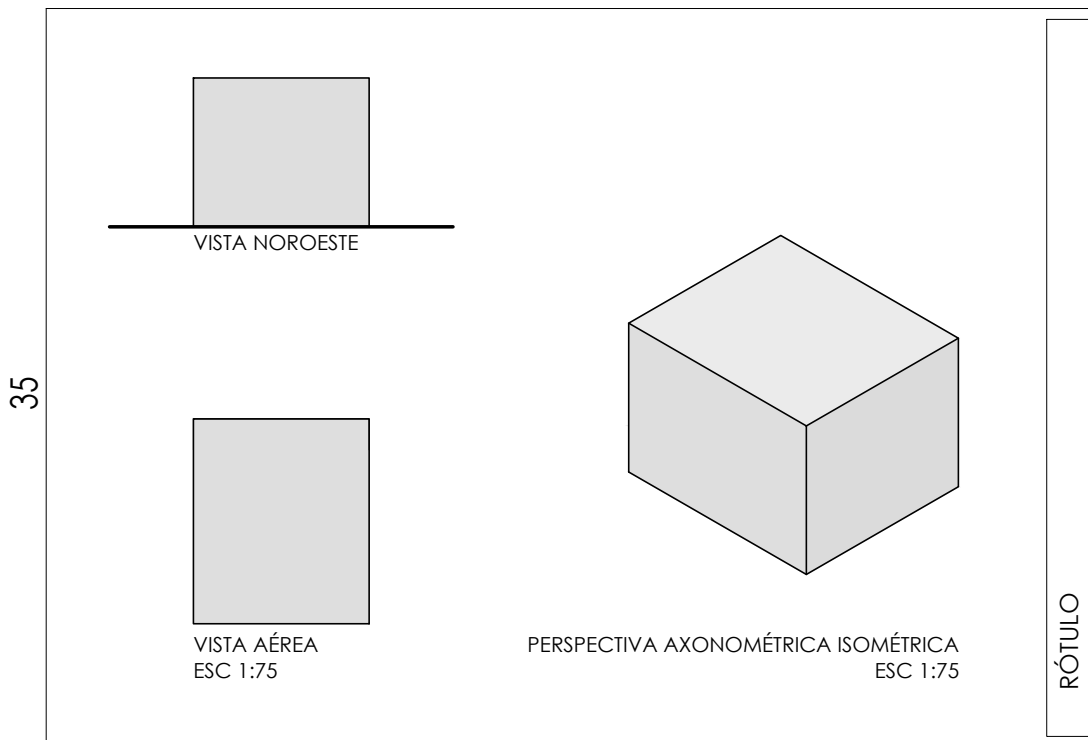 VISTA NOROESTE
35
VISTA AÉREA
ESC 1:75
PERSPECTIVA AXONOMÉTRICA ISOMÉTRICA
ESC 1:75
RÓTULO